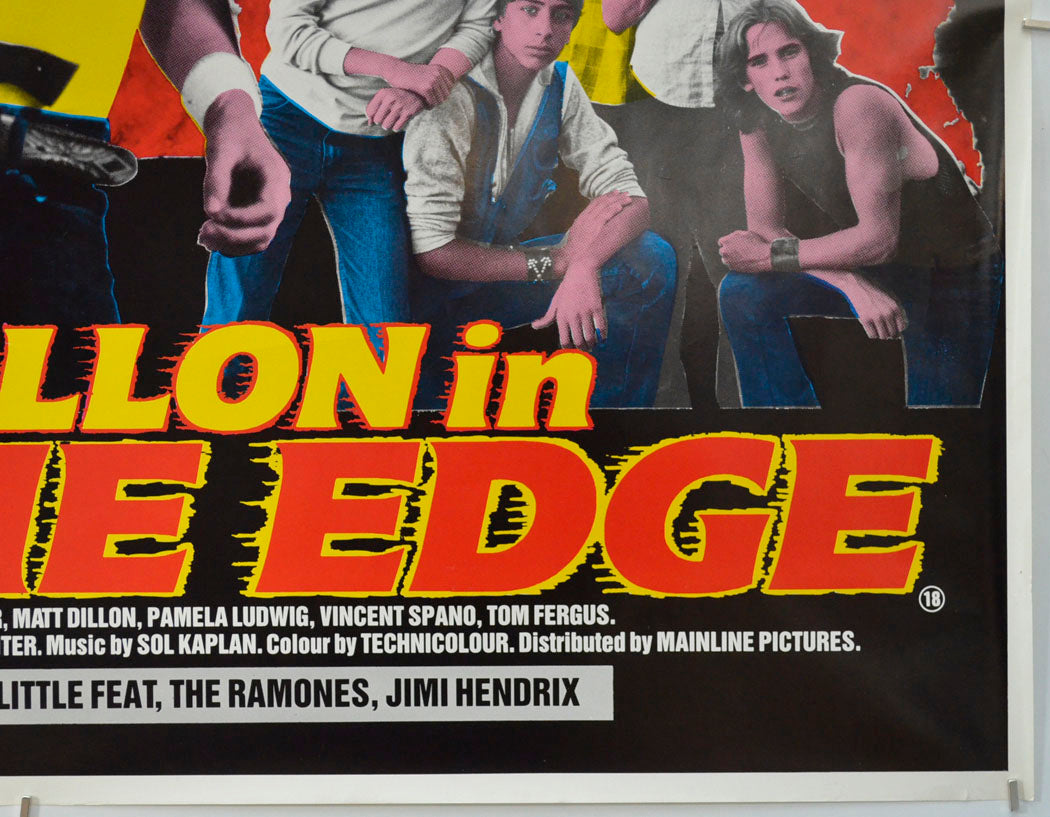 LLON in
HE EDGE
18
R, MATT DILLON, PAMELA LUDWIG, VINCENT SPANO, TOM FERGUS.
TER. Music by SOL KAPLAN. Colour by TECHNICOLOUR. Distributed by MAINLINE PICTURES.
LITTLE FEAT, THE RAMONES, JIMI HENDRIX